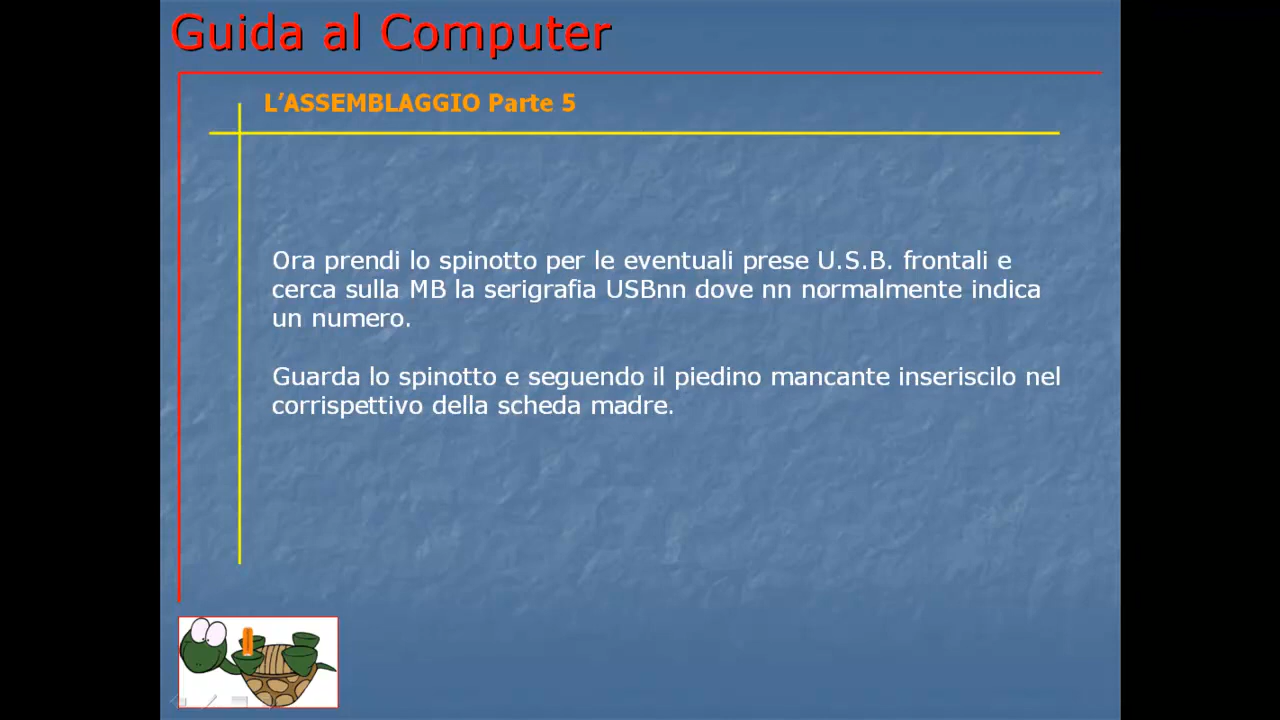 Guida al Computer
L’ASSEMBLAGGIO Parte 5
Ora prendi lo spinotto per le eventuali prese U.S.B. frontali e
cerca sulla MB la serigrafia USBnn dove nn normalmente indica
un numero.
Guarda lo spinotto e seguendo il piedino mancante inseriscilo nel
corrispettivo della scheda madre.